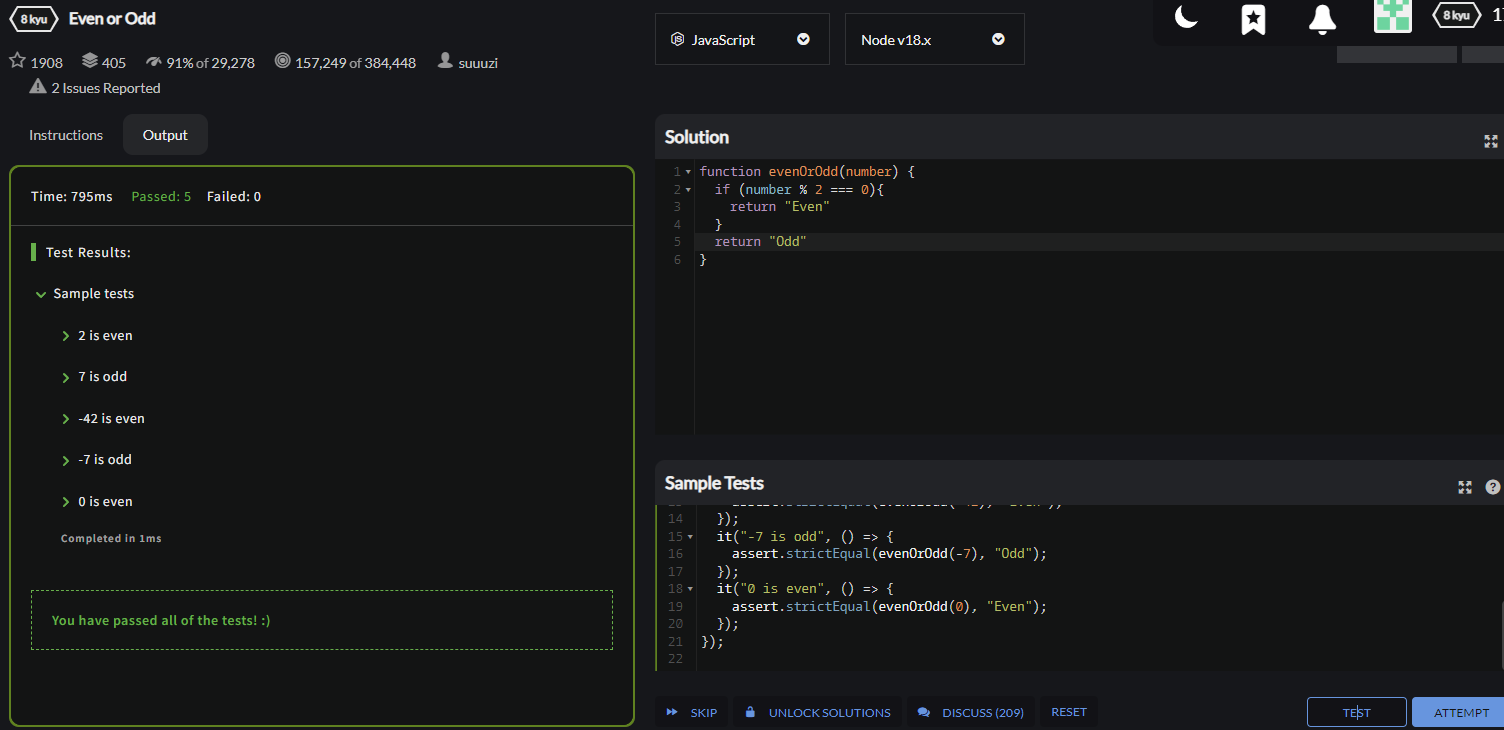 8 kyu Even or Odd
1908 405 91% of 29,278 157,249 of 384,448 suuuzi
2 Issues Reported
JavaScript Node v18.x
8 kyu
Instructions Output
Time: 795ms Passed: 5 Failed: 0
Test Results:
Sample tests
2 is even
7 is odd
-42 is even
-7 is odd
0 is even
Completed in 1ms
You have passed all of the tests! :)
Solution
1 function evenOrOdd(number) {
2 if (number % 2 === 0){
3 return "Even"
4 }
5 return "Odd"
6 }
Sample Tests
14 });
15 it("-7 is odd", () => {
16 assert.strictEqual(evenOrOdd(-7), "Odd");
17 });
18 it("0 is even", () => {
19 assert.strictEqual(evenOrOdd(0), "Even");
20 });
21 });
22
SKIP UNLOCK SOLUTIONS DISCUSS (209) RESET TEST ATTEMPT